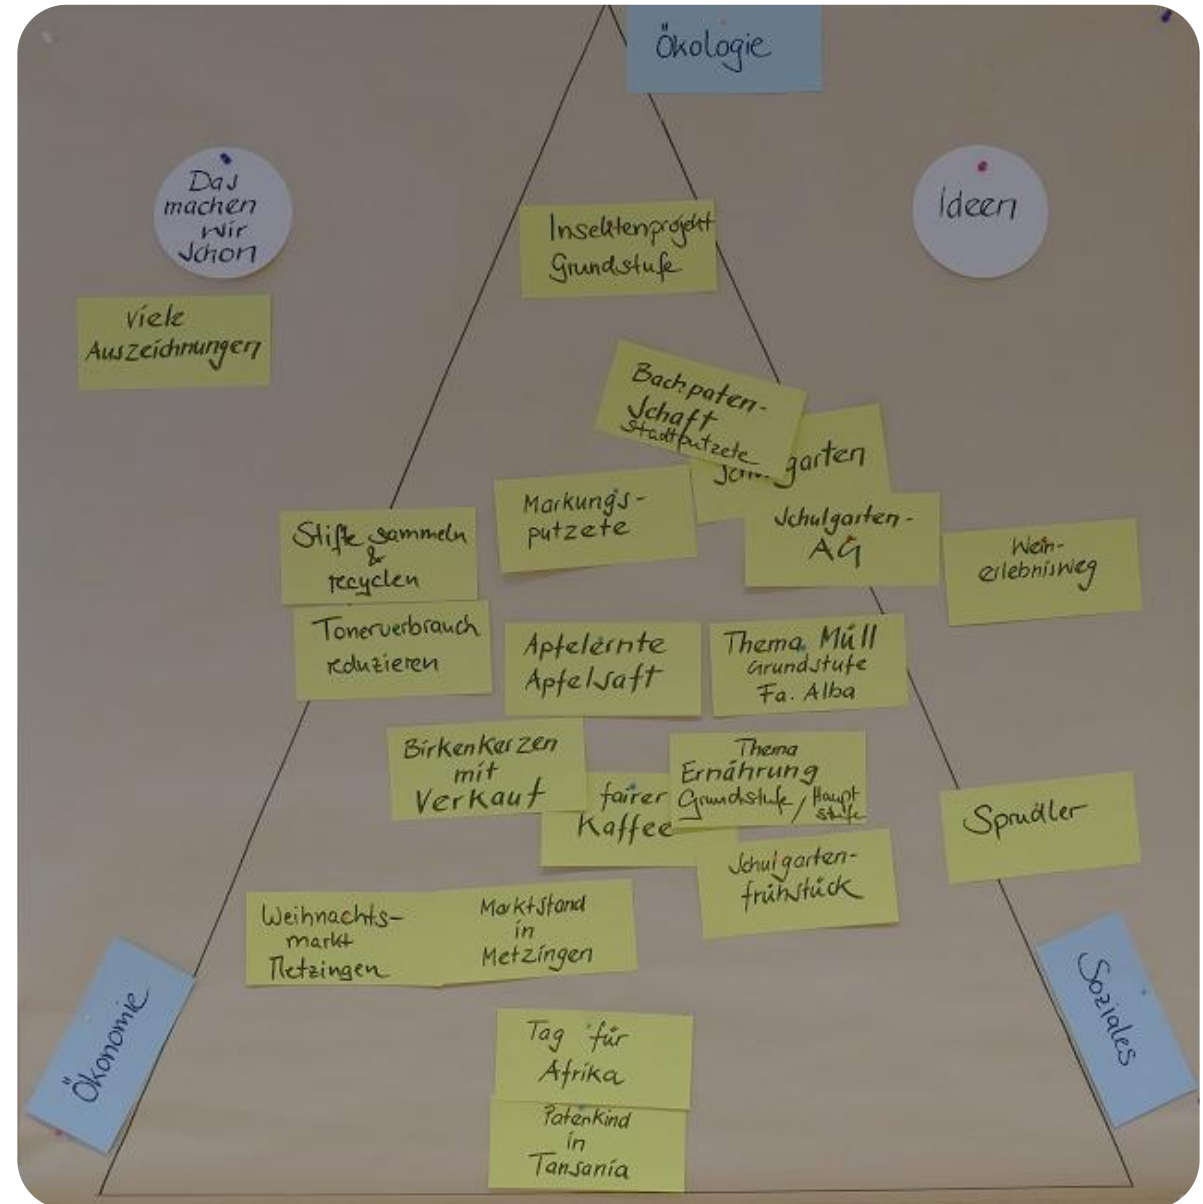 Ökologie
Das
machen
wir
schon
Ideen
Insektenprojekt
Grundstufe
viele
Auszeichnungen
Bachpaten-
schaft
Stadtputzete
garten
Markungs-
putzete
Schulgarten-
AG
Wein-
erlebnisweg
Stifte sammeln
&
recyclen
Tonerverbrauch
reduzieren
Apfelernte
Apfelsaft
Thema Müll
Grundstufe
Fa. Alba
Birkenkerzen
mit
Verkauf
fairer
Kaffee
Thema
Ernährung
Grundstufe / Haupt
stufe
Sprudler
Schulgarten-
frühstück
Weihnachts-
markt
Metzingen
Marktstand
in
Metzingen
Ökonomie
Soziales
Tag für
Afrika
Patenkind
in
Tansania